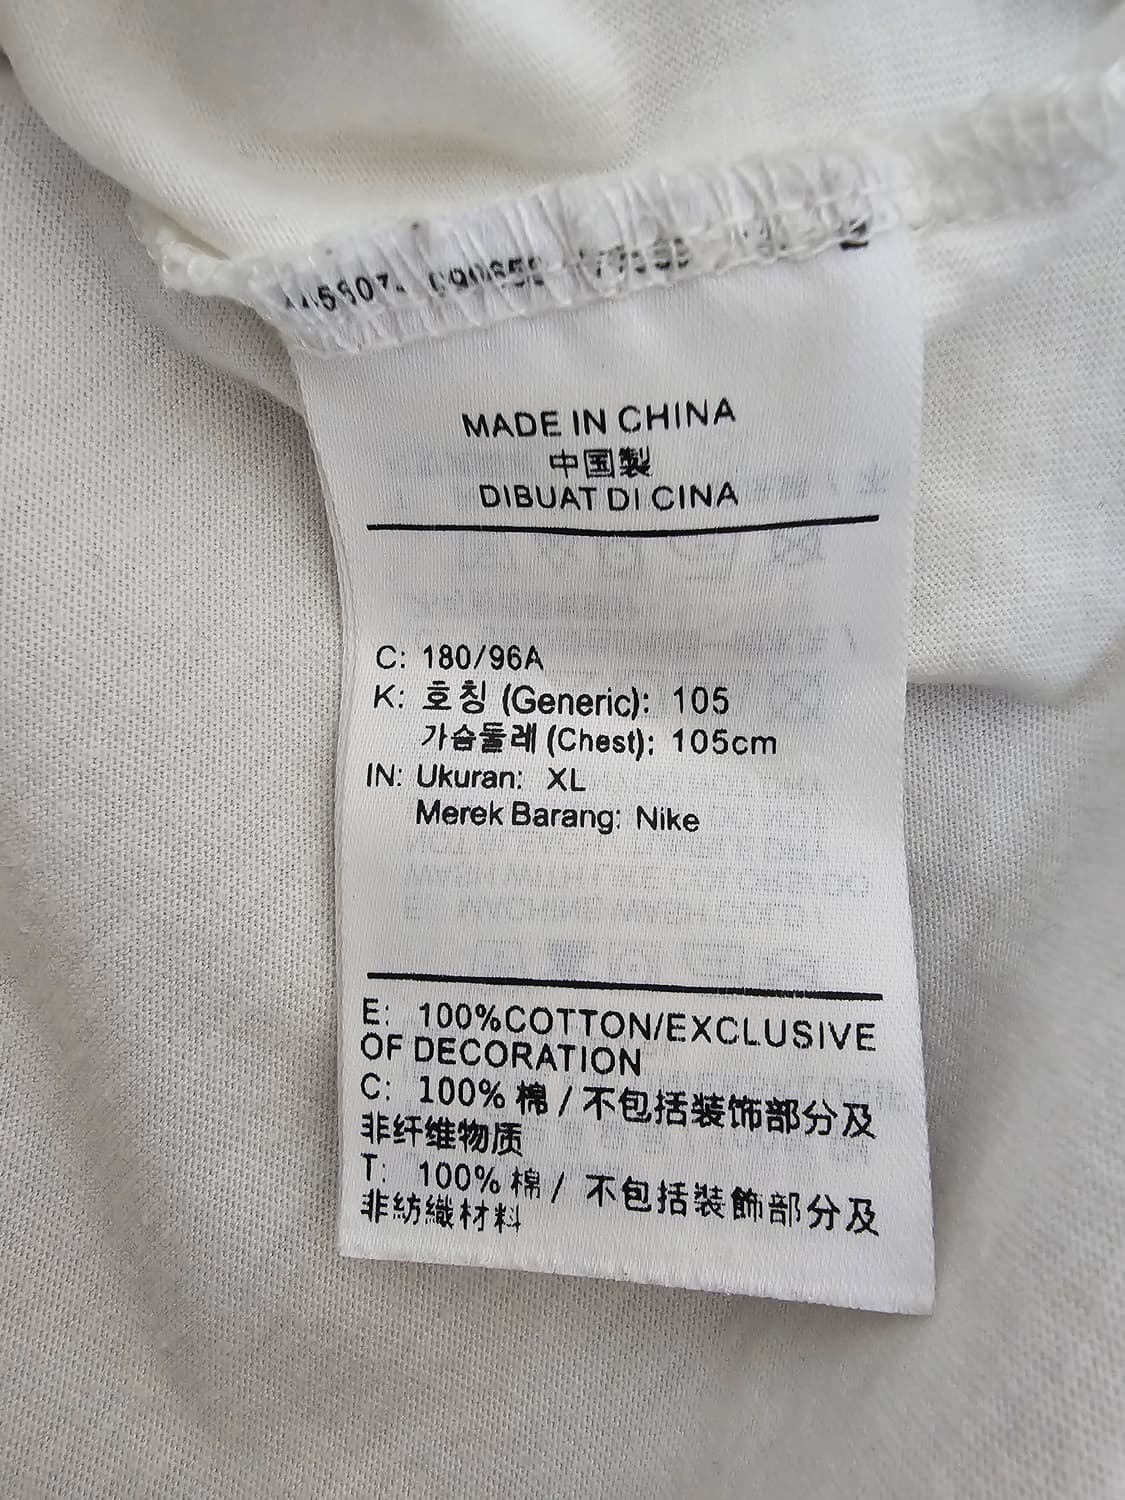 MADE IN CHINA
中国製
DIBUAT DI CINA
C: 180/96A
K: 호칭 (Generic): 105
가슴둘레 (Chest): 105cm
IN: Ukuran: XL
Merek Barang: Nike
E: 100%COTTON/EXCLUSIVE
OF DECORATION
C: 100% 棉 / 不包括装饰部分及
非纤维物质
T: 100% 棉 / 不包括裝飾部分及
非紡織材料